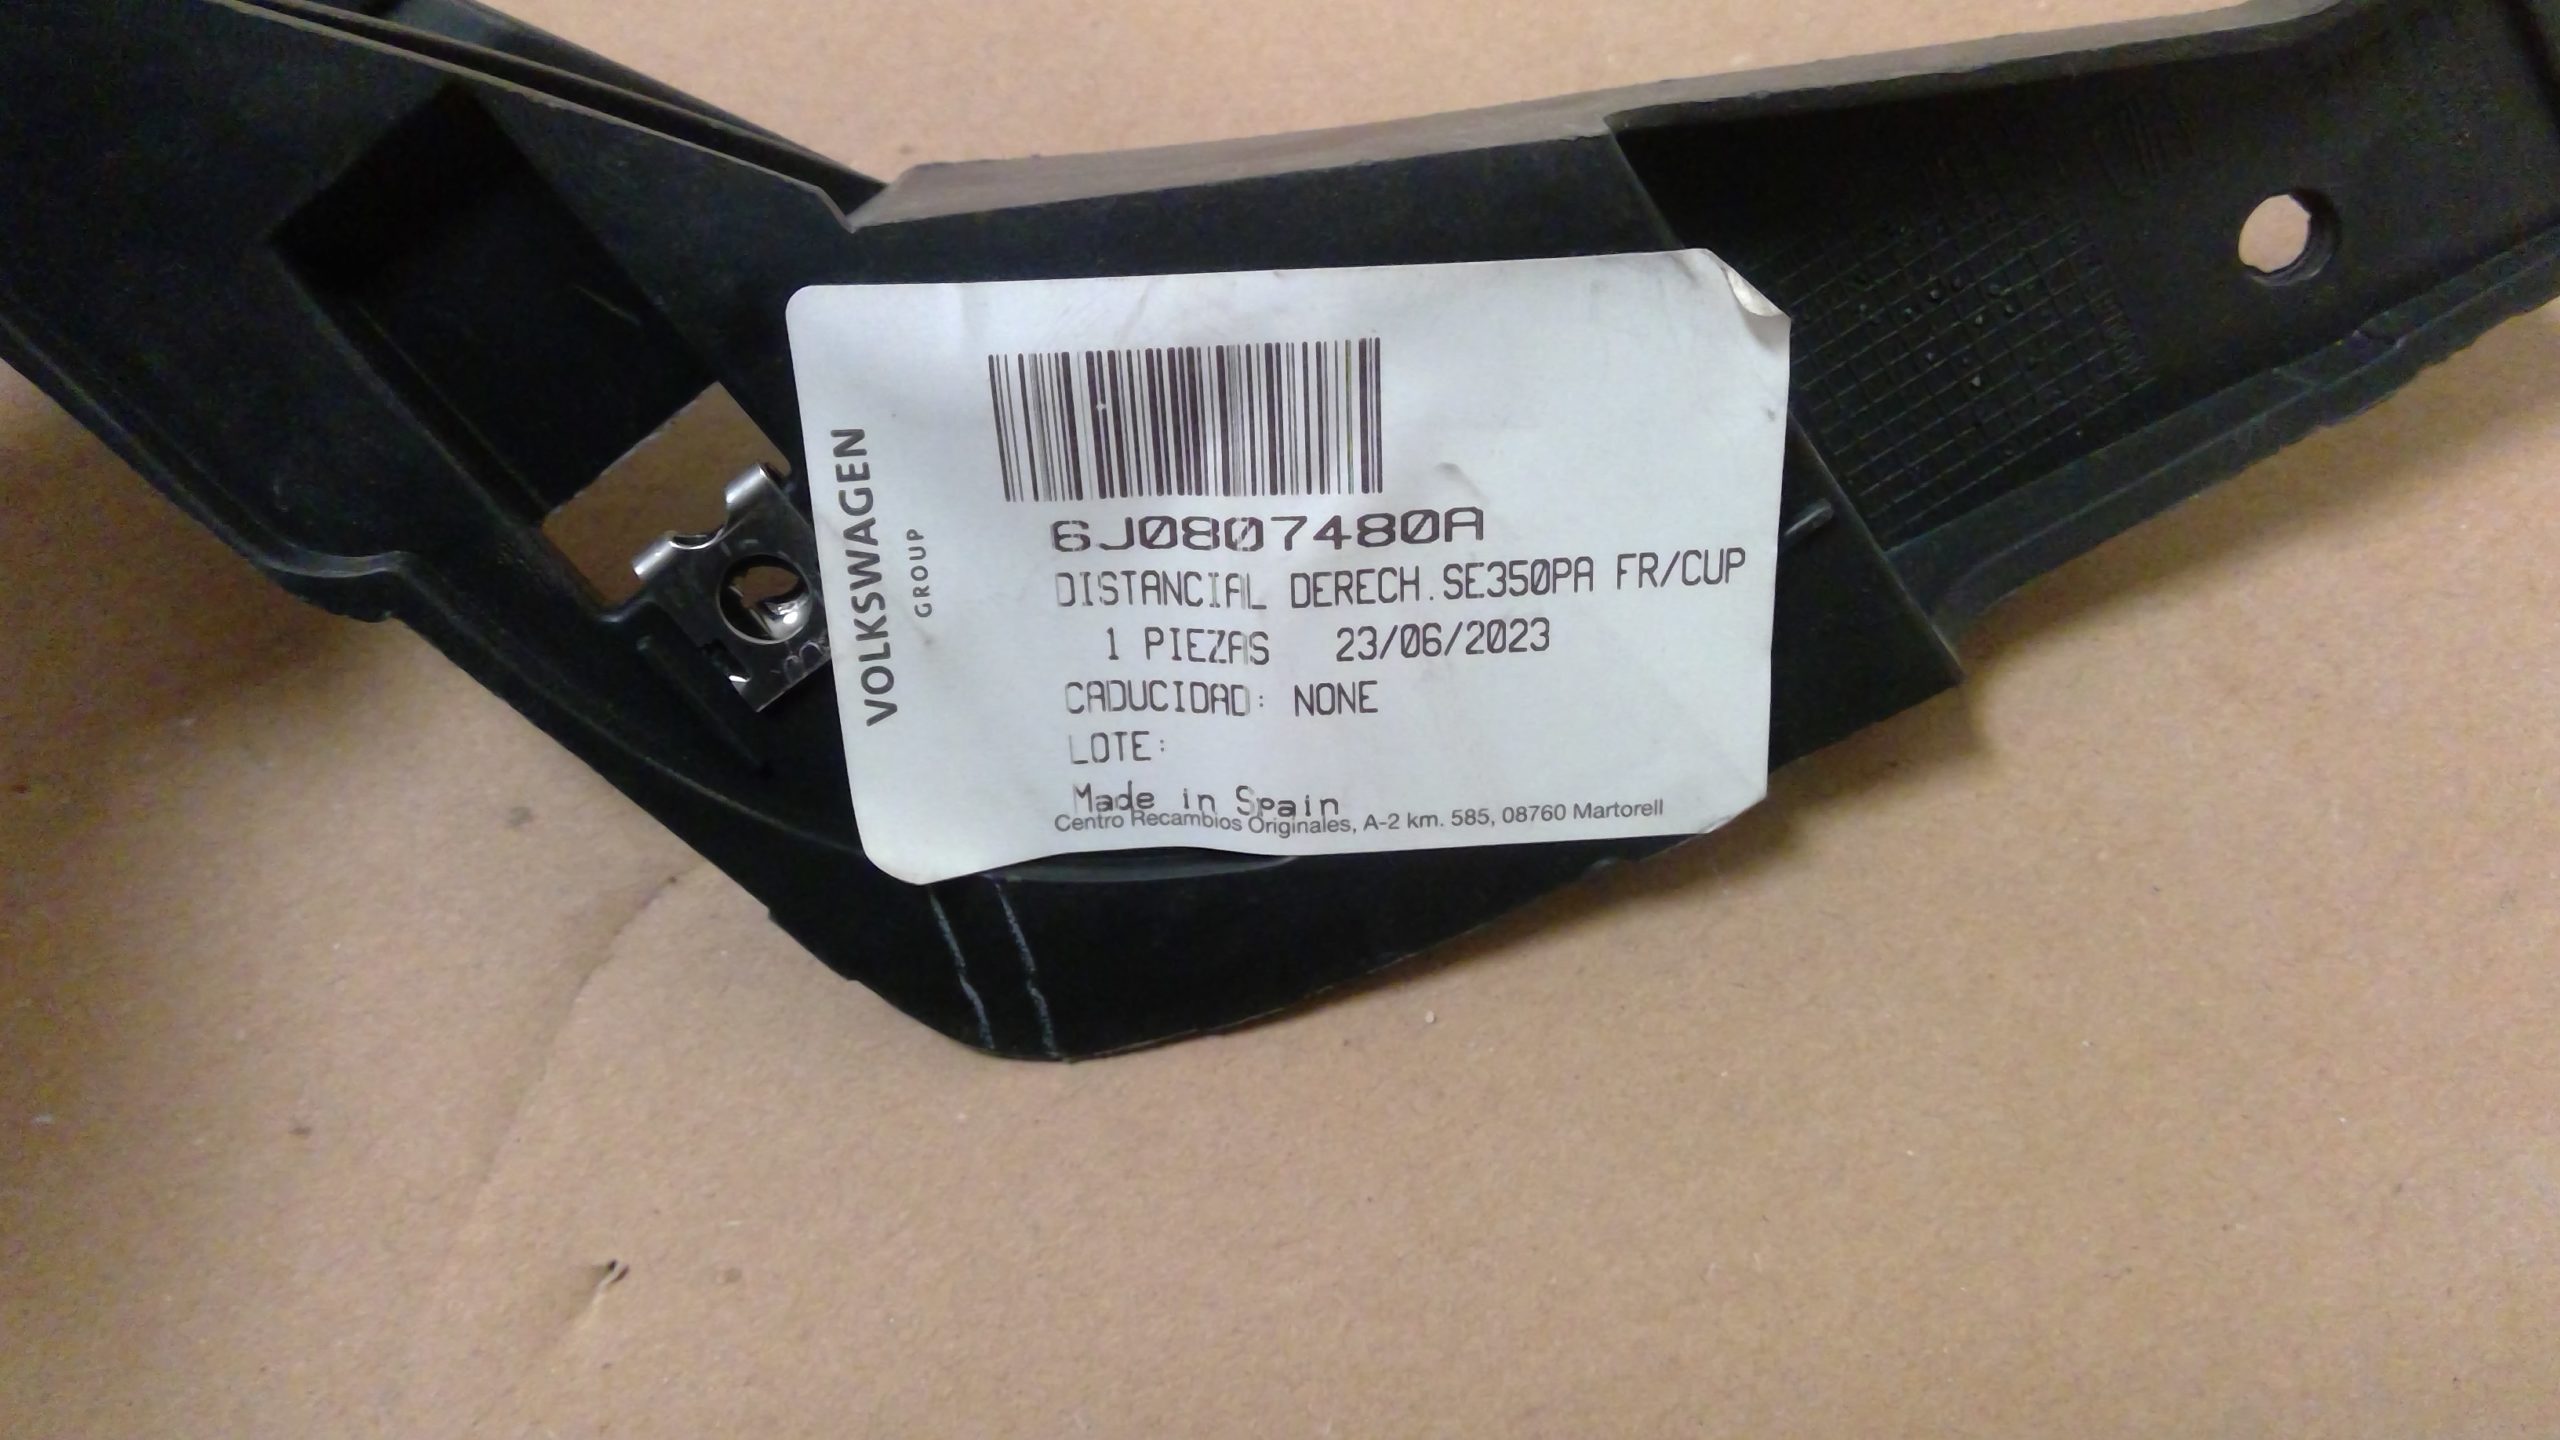 VOLKSWAGEN
GROUP
6J0807480A
DISTANCIAL DERECH.SE350PA FR/CUP
1 PIEZAS 23/06/2023
CADUCIDAD: NONE
LOTE:
Made in Spain
Centro Recambios Originales, A-2 km. 585, 08760 Martorell